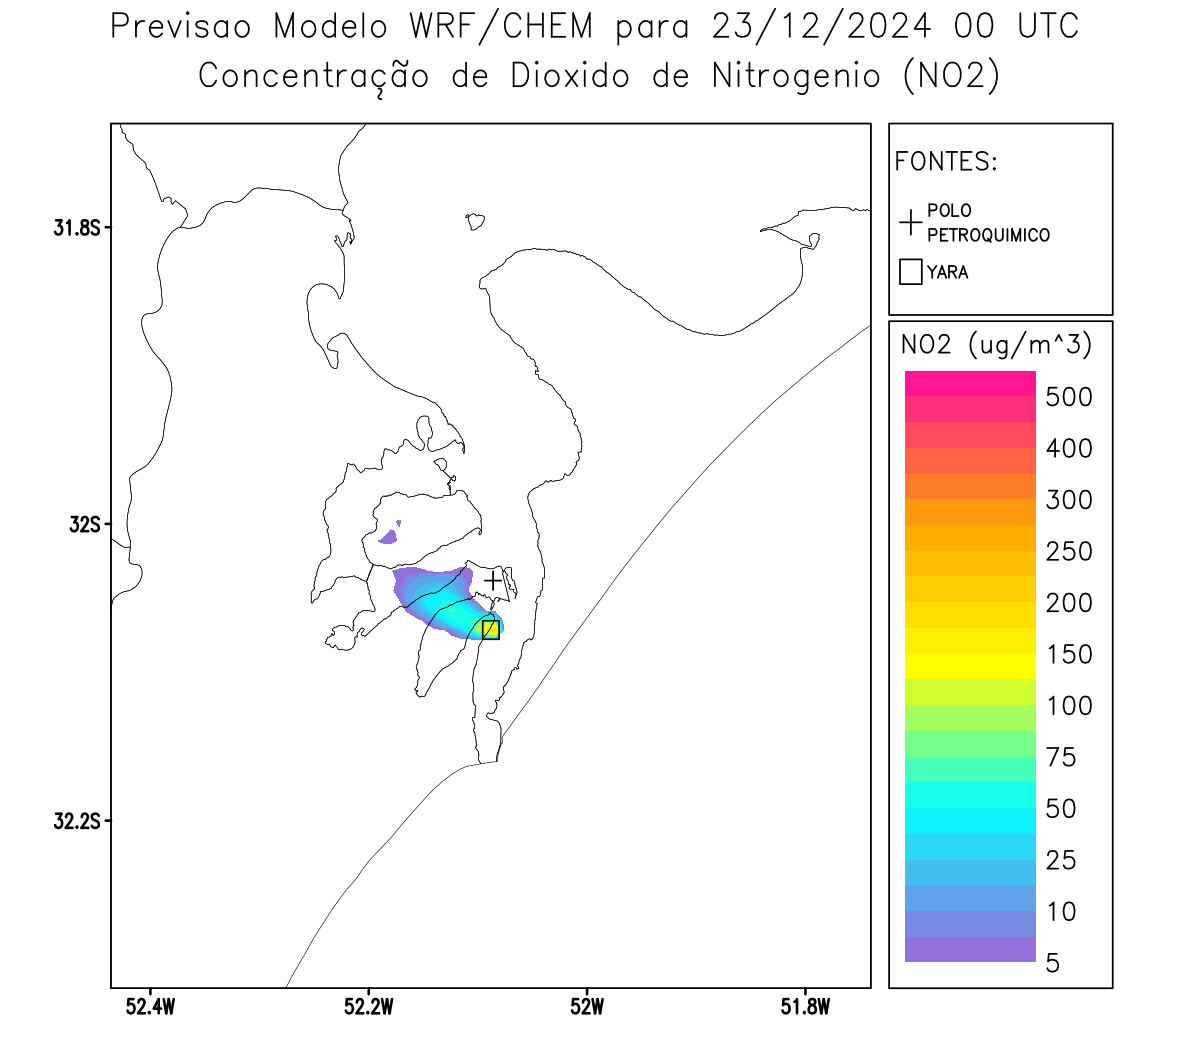 Previsao Modelo WRF/CHEM para 23/12/2024 00 UTC
Concentração de Dioxido de Nitrogenio (NO2)
FONTES:
POLO
PETROQUIMICO
YARA
NO2 (ug/m^3)
500
400
300
250
200
150
100
75
50
25
10
5
31.8S
32S
32.2S
52.4W
52.2W
52W
51.8W